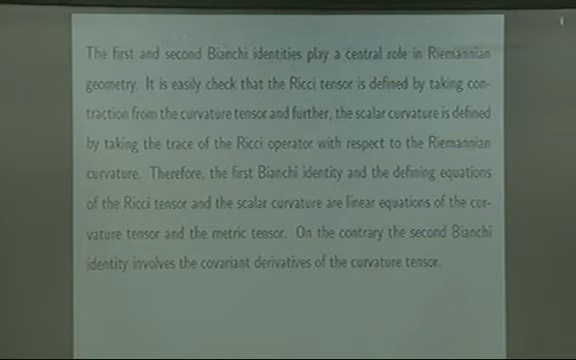 The first and second Bianchi identities play a central role in Riemannian
geometry. It is easily check that the Ricci tensor is defined by taking con-
traction from the curvature tensor and further, the scalar curvature is defined
by taking the trace of the Ricci operator with respect to the Riemannian
curvature. Therefore, the first Bianchi identity and the defining equations
of the Ricci tensor and the scalar curvature are linear equations of the cur-
vature tensor and the metric tensor. On the contrary the second Bianchi
identity involves the covariant derivatives of the curvature tensor.